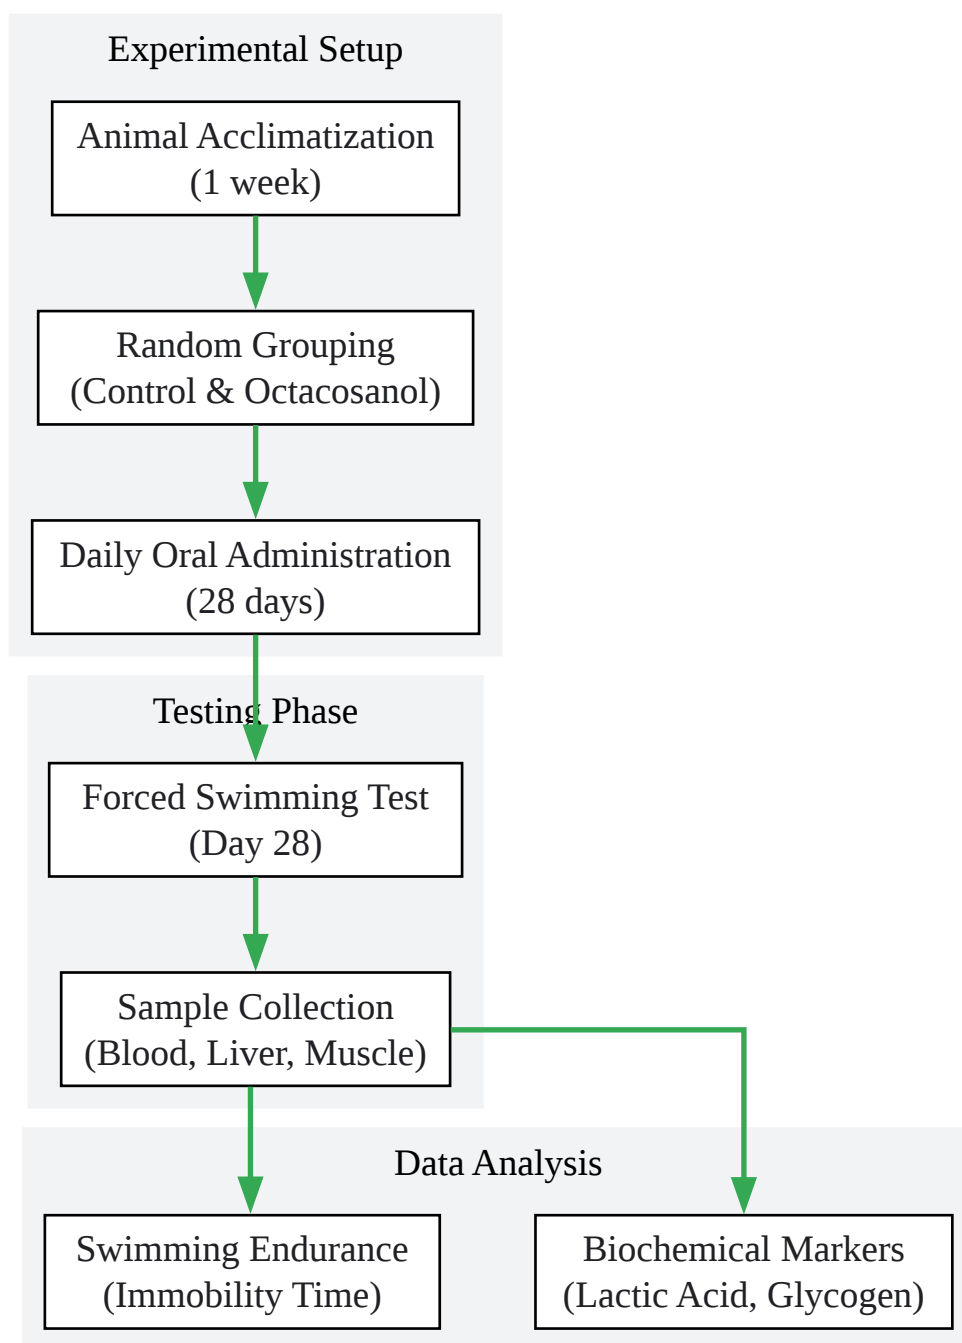 Experimental Setup
Animal Acclimatization
(1 week)
Random Grouping
(Control & Octacosanol)
Daily Oral Administration
(28 days)
Testing Phase
Forced Swimming Test
(Day 28)
Sample Collection
(Blood, Liver, Muscle)
Data Analysis
Swimming Endurance
(Immobility Time)
Biochemical Markers
(Lactic Acid, Glycogen)